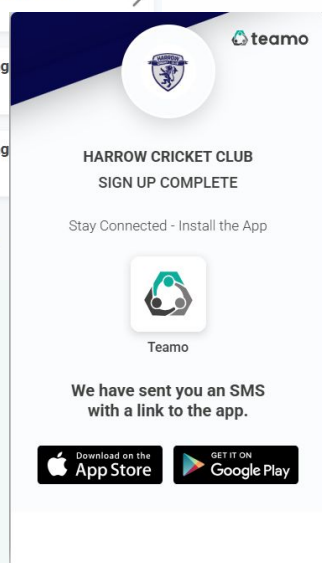 teamo
HARROW
HARROW CRICKET CLUB
SIGN UP COMPLETE
Stay Connected - Install the App
Teamo
We have sent you an SMS
with a link to the app.
Download on the
App Store
GET IT ON
Google Play
g
g